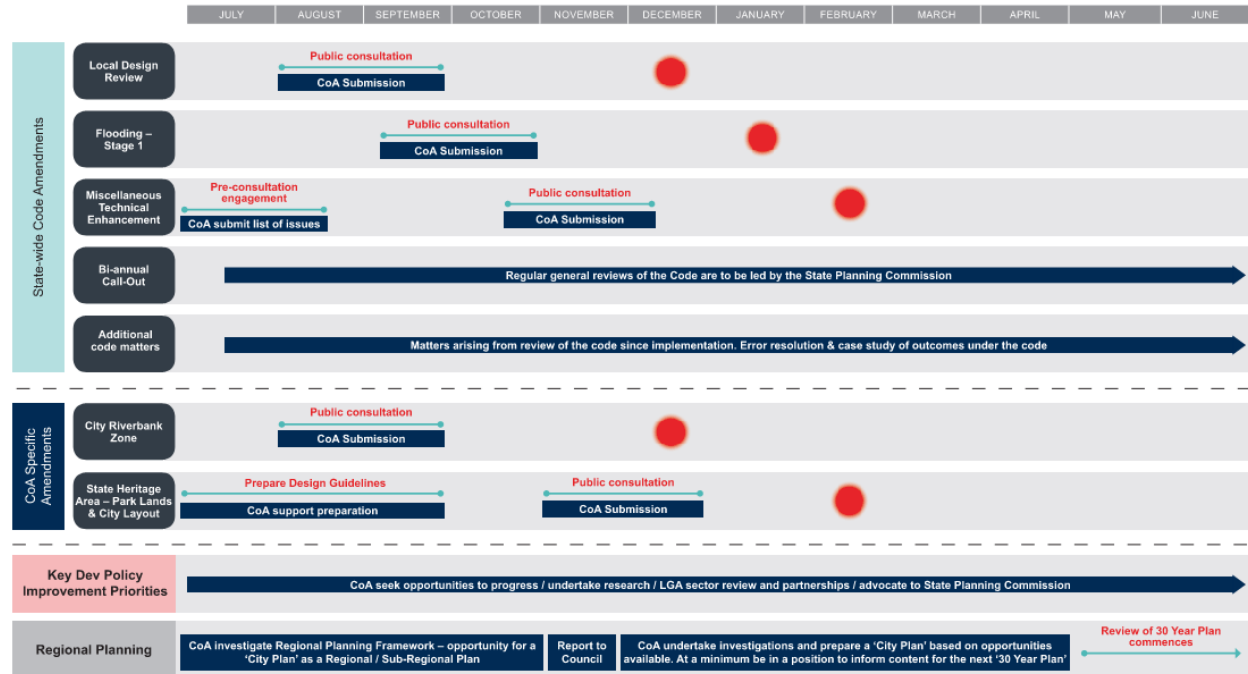 JULY
AUGUST
SEPTEMBER
OCTOBER
NOVEMBER
DECEMBER
JANUARY
FEBRUARY
MARCH
APRIL
MAY
JUNE
State-wide Code Amendments
Local Design
Review
Public consultation
CoA Submission
Flooding –
Stage 1
Public consultation
CoA Submission
Miscellaneous
Technical
Enhancement
Pre-consultation
engagement
CoA submit list of issues
Public consultation
CoA Submission
Bi-annual
Call-Out
Regular general reviews of the Code are to be led by the State Planning Commission
Additional
code matters
Matters arising from review of the code since implementation. Error resolution & case study of outcomes under the code
CoA Specific
Amendments
City Riverbank
Zone
Public consultation
CoA Submission
State Heritage
Area – Park Lands
& City Layout
Prepare Design Guidelines
CoA support preparation
Public consultation
CoA Submission
Key Dev Policy
Improvement Priorities
CoA seek opportunities to progress / undertake research / LGA sector review and partnerships / advocate to State Planning Commission
Regional Planning
CoA investigate Regional Planning Framework – opportunity for a
‘City Plan’ as a Regional / Sub-Regional Plan
Report to
Council
CoA undertake investigations and prepare a ‘City Plan’ based on opportunities
available. At a minimum be in a position to inform content for the next ‘30 Year Plan’
Review of 30 Year Plan
commences